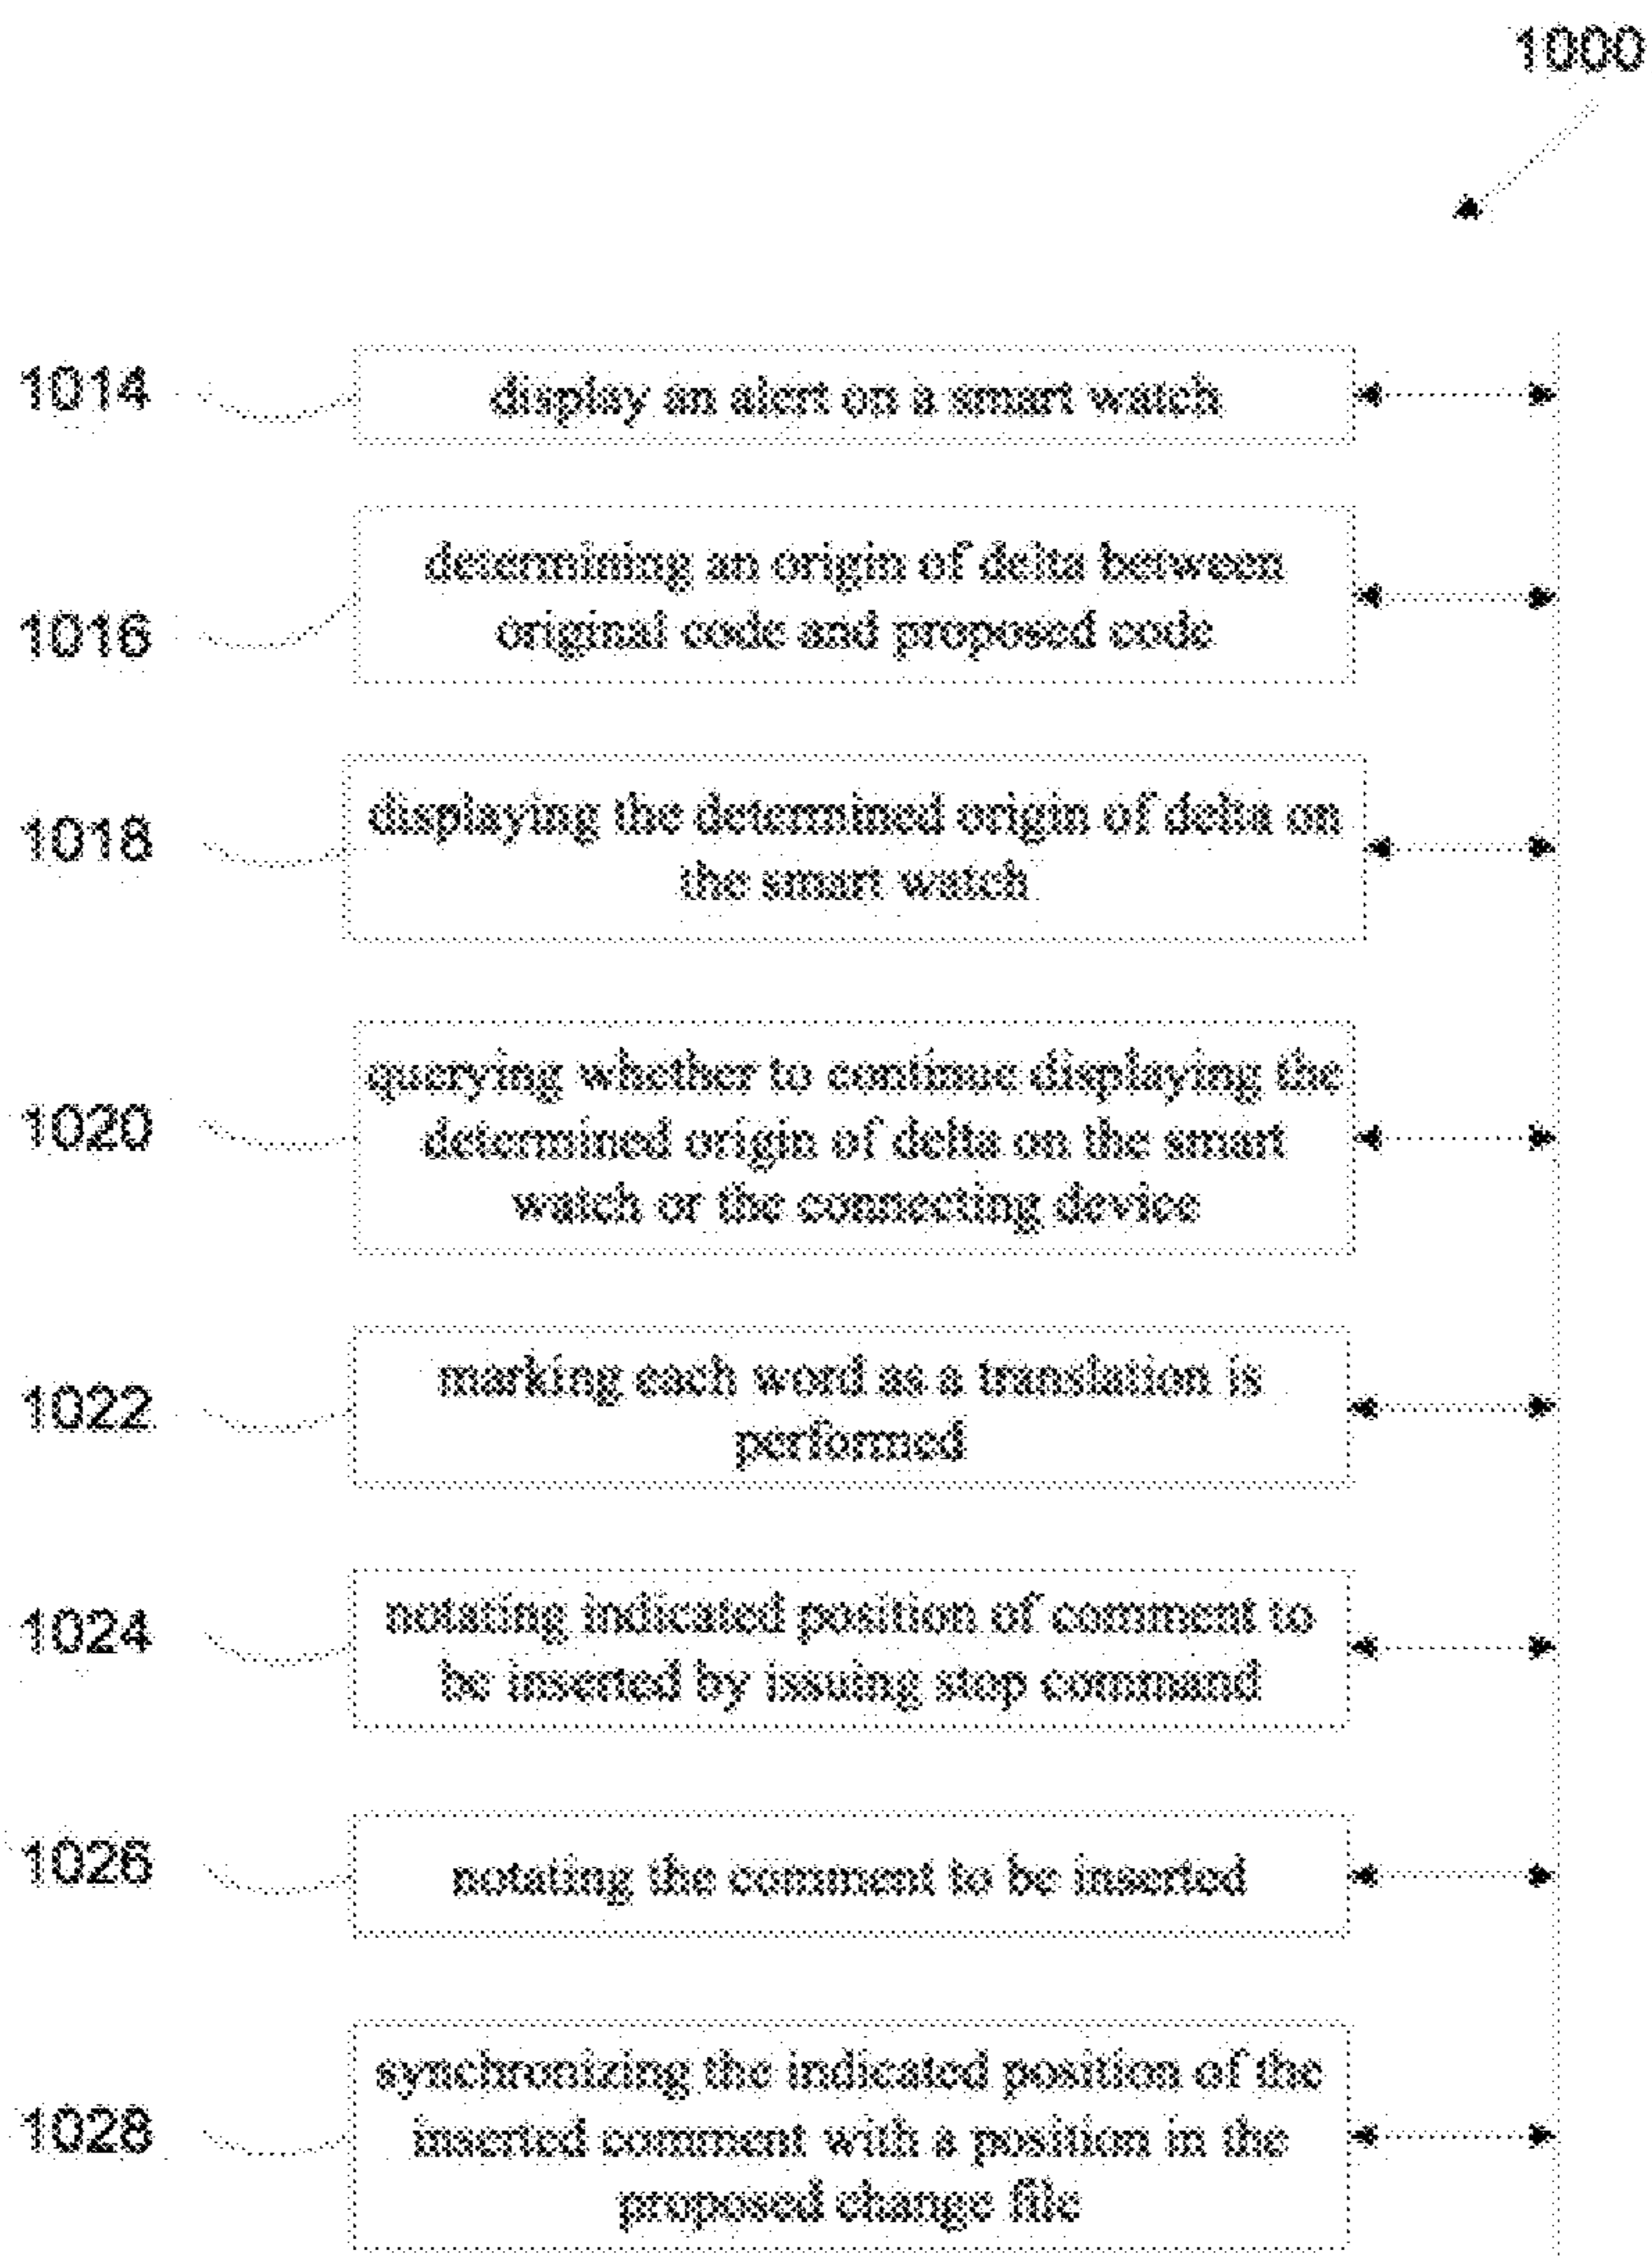 1000
1014
display an alert on a smart watch
1016
determining an origin of delta between
original code and proposed code
1018
displaying the determined origin of delta on
the smart watch
1020
querying whether to continue displaying the
determined origin of delta on the smart
watch or the connecting device
1022
marking each word as a translation is
performed
1024
notating indicated position of comment to
be inserted by issuing stop command
1026
notating the comment to be inserted
1028
synchronizing the indicated position of the
inserted comment with a position in the
proposed change file